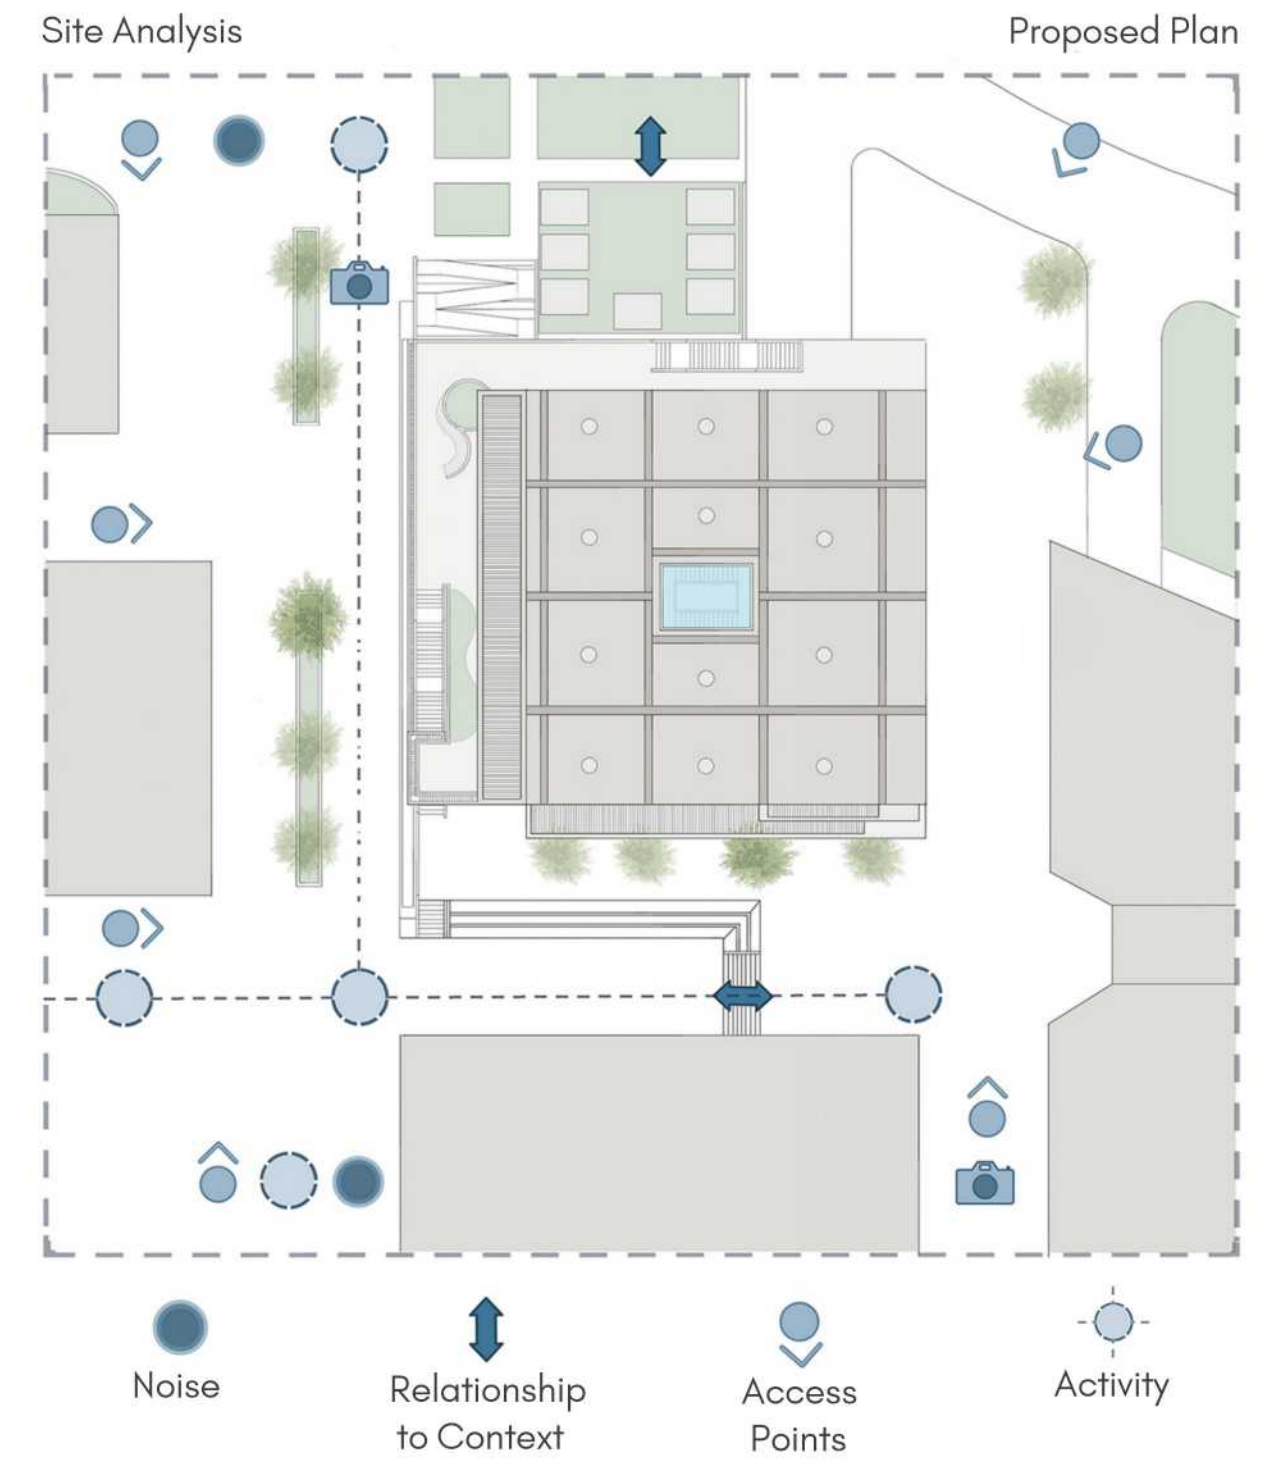 Site Analysis
Proposed Plan
Noise
Relationship
to Context
Access
Points
Activity